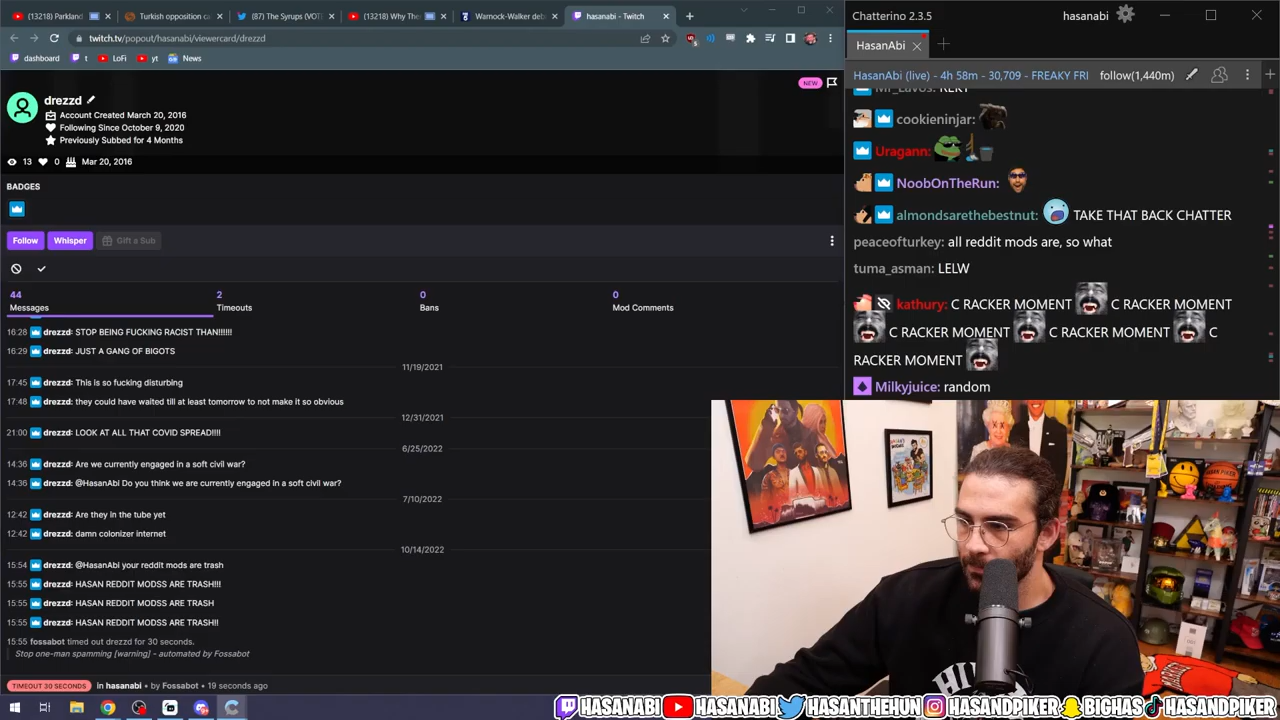 (13218) Parkland
Turkish opposition ca
(87) The Syrups (VOT
(13218) Why The
Warnock-Walker deb
hasanabi - Twitch
twitch.tv/popout/hasanabi/viewercard/drezzd
dashboard
t
LoFi
yt
News
NEW
drezzd
Account Created March 20, 2016
Following Since October 9, 2020
Previously Subbed for 4 Months
13 0 Mar 20, 2016
BADGES
Follow Whisper Gift a Sub
44 2 0 0
Messages Timeouts Bans Mod Comments
16:28 drezzd: STOP BEING FUCKING RACIST THAN!!!!!!
16:29 drezzd: JUST A GANG OF BIGOTS
11/19/2021
17:45 drezzd: This is so fucking disturbing
17:48 drezzd: they could have waited till at least tomorrow to not make it so obvious
12/31/2021
21:00 drezzd: LOOK AT ALL THAT COVID SPREAD!!!!
6/25/2022
14:36 drezzd: Are we currently engaged in a soft civil war?
14:36 drezzd: @HasanAbi Do you think we are currently engaged in a soft civil war?
7/10/2022
12:42 drezzd: Are they in the tube yet
12:42 drezzd: damn colonizer internet
10/14/2022
15:54 drezzd: @HasanAbi your reddit mods are trash
15:55 drezzd: HASAN REDDIT MODSS ARE TRASH!!!
15:55 drezzd: HASAN REDDIT MODSS ARE TRASH
15:55 drezzd: HASAN REDDIT MODSS ARE TRASH!!
15:55 fossabot timed out drezzd for 30 seconds.
Stop one-man spamming [warning] - automated by Fossabot
TIMEOUT 30 SECONDS in hasanabi • by Fossabot • 19 seconds ago
Chatterino 2.3.5
hasanabi
HasanAbi
HasanAbi (live) - 4h 58m - 30,709 - FREAKY FRI follow(1,440m)
cookieninjar:
Uragann:
NoobOnTheRun:
almondsarethebestnut: TAKE THAT BACK CHATTER
peaceofturkey: all reddit mods are, so what
tuma_asman: LELW
kathury: C RACKER MOMENT C RACKER MOMENT
C RACKER MOMENT C RACKER MOMENT C
RACKER MOMENT
Milkyjuice: random
HASANABI HASANABI HASANTHEHUN HASANDPIKER BIGHAS HASANDPIKER